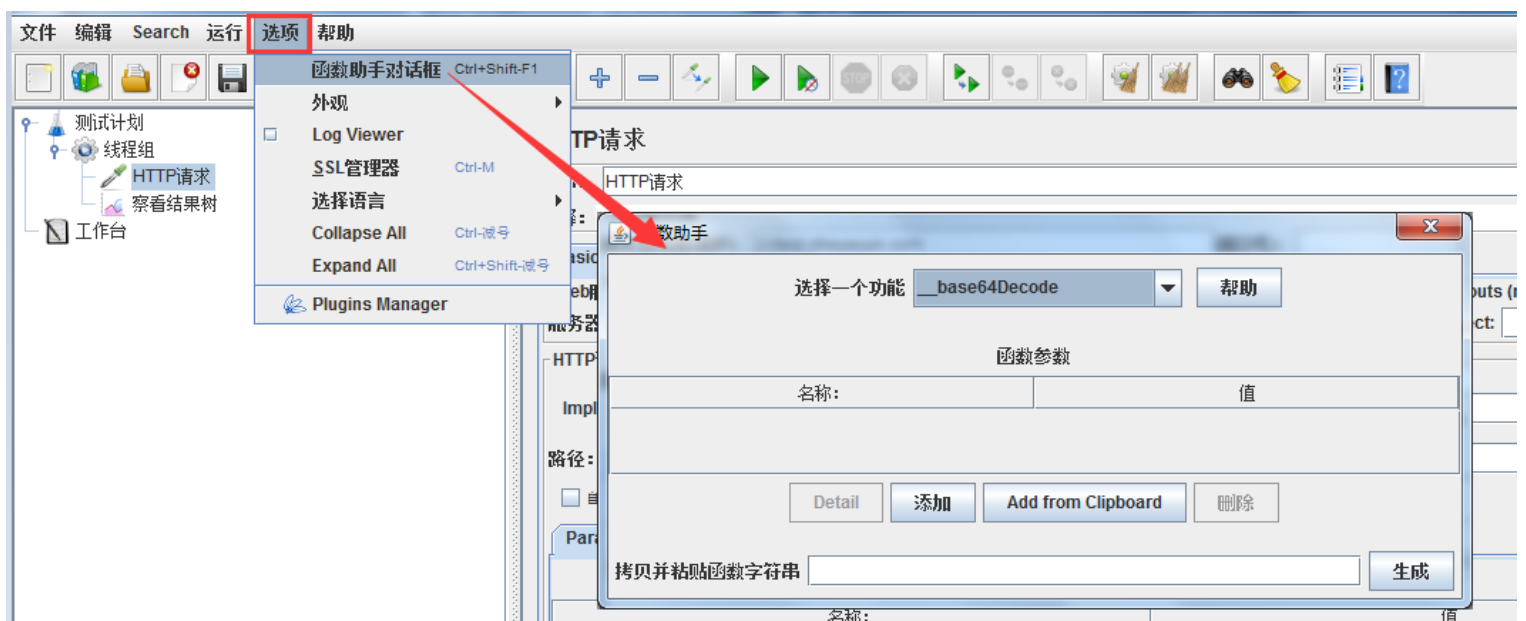 文件 编辑 Search 运行 选项 帮助
函数助手对话框 Ctrl+Shift-F1
外观
Log Viewer
SSL管理器 Ctrl-M
选择语言
Collapse All Ctrl-减号
Expand All Ctrl+Shift-减号
Plugins Manager
STOP
测试计划
线程组
HTTP请求
察看结果树
工作台
TP请求
HTTP请求
数助手
选择一个功能 __base64Decode 帮助
函数参数
名称: 值
Detail 添加 Add from Clipboard 删除
拷贝并粘贴函数字符串 生成
asic
eb
服务器
HTTP
Impl
路径:
自
Para
outs (
ct:
名称: 值